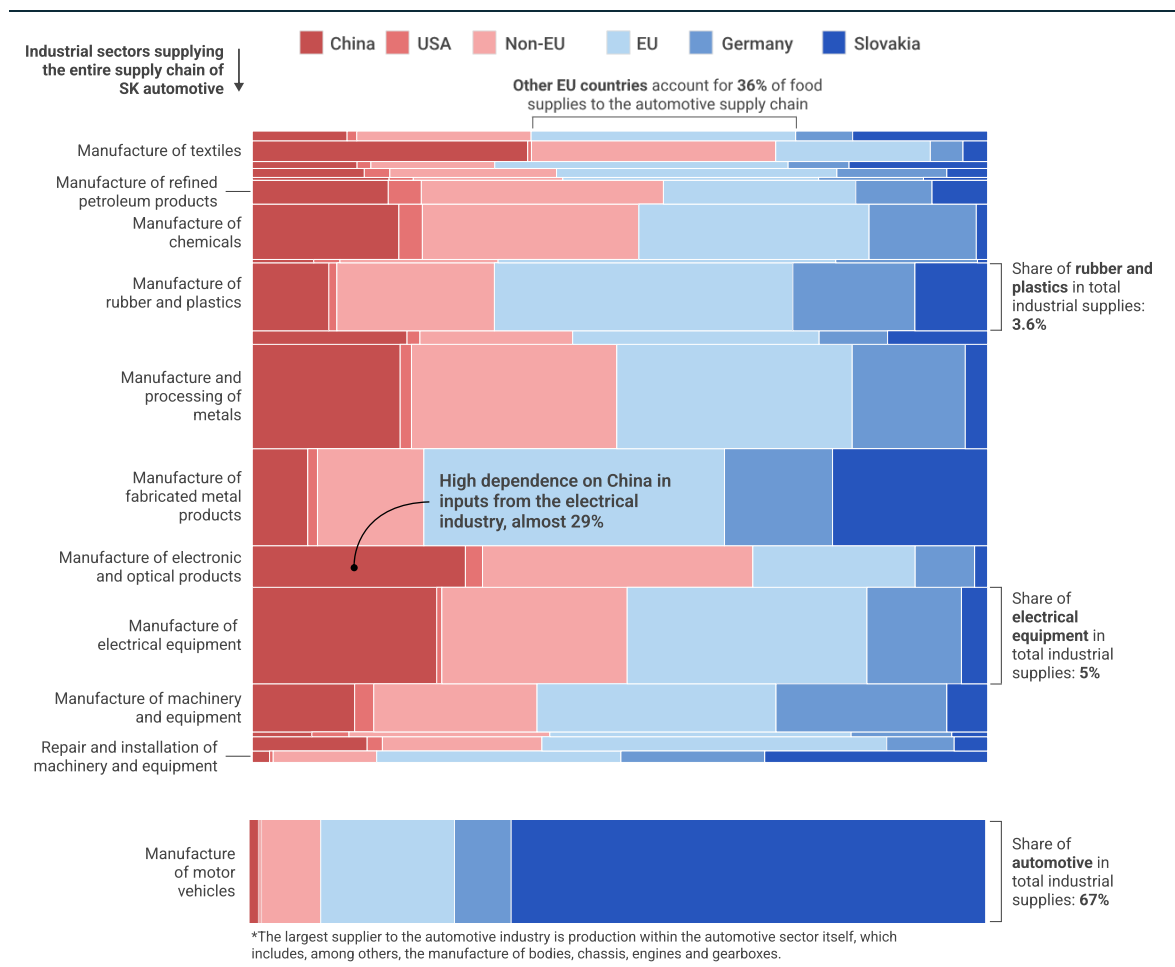 China
USA
Non-EU
EU
Germany
Slovakia
Industrial sectors supplying
the entire supply chain of
SK automotive
Other EU countries account for 36% of food
supplies to the automotive supply chain
Manufacture of textiles
Manufacture of refined
petroleum products
Manufacture of
chemicals
Manufacture of
rubber and plastics
Share of rubber and
plastics in total
industrial supplies:
3.6%
Manufacture and
processing of
metals
Manufacture of
fabricated metal
products
High dependence on China in
inputs from the electrical
industry, almost 29%
Manufacture of electronic
and optical products
Manufacture of
electrical equipment
Share of
electrical
equipment in
total industrial
supplies: 5%
Manufacture of machinery
and equipment
Repair and installation of
machinery and equipment
Manufacture
of motor
vehicles
Share of
automotive in
total industrial
supplies: 67%
*The largest supplier to the automotive industry is production within the automotive sector itself, which
includes, among others, the manufacture of bodies, chassis, engines and gearboxes.